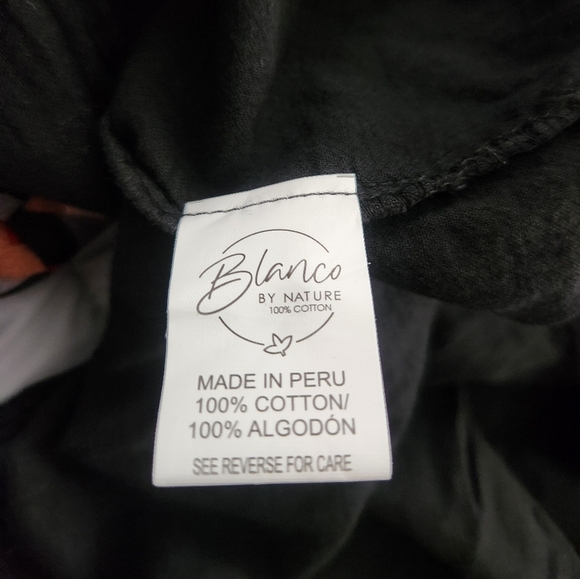 Blanco
BY NATURE
100% COTTON
MADE IN PERU
100% COTTON/
100% ALGODÓN
SEE REVERSE FOR CARE